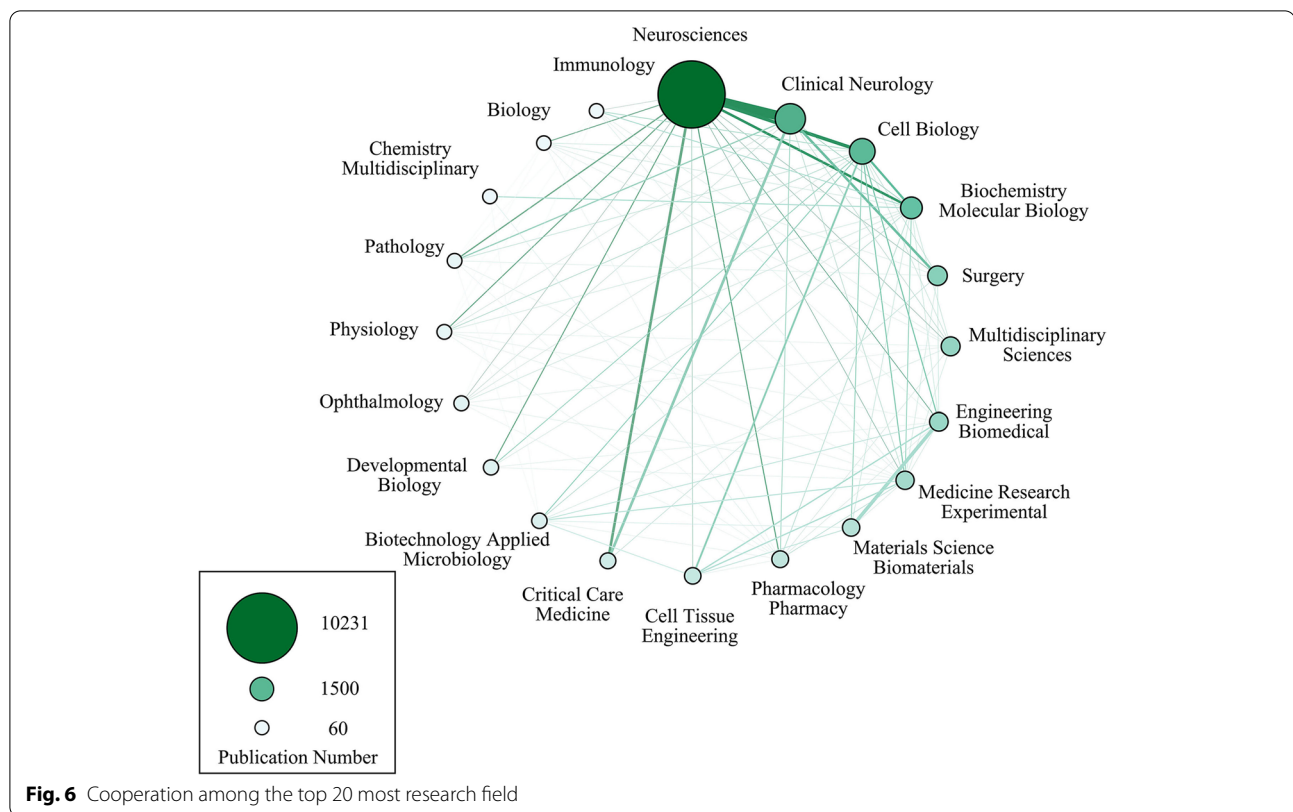 Neurosciences
Immunology
Clinical Neurology
Biology
Cell Biology
Chemistry
Multidisciplinary
Biochemistry
Molecular Biology
Pathology
Surgery
Physiology
Multidisciplinary
Sciences
Ophthalmology
Engineering
Biomedical
Developmental
Biology
Medicine Research
Experimental
Biotechnology Applied
Microbiology
Materials Science
Biomaterials
Critical Care
Medicine
Cell Tissue
Engineering
Pharmacology
Pharmacy
10231
1500
60
Publication Number
Fig. 6 Cooperation among the top 20 most research field